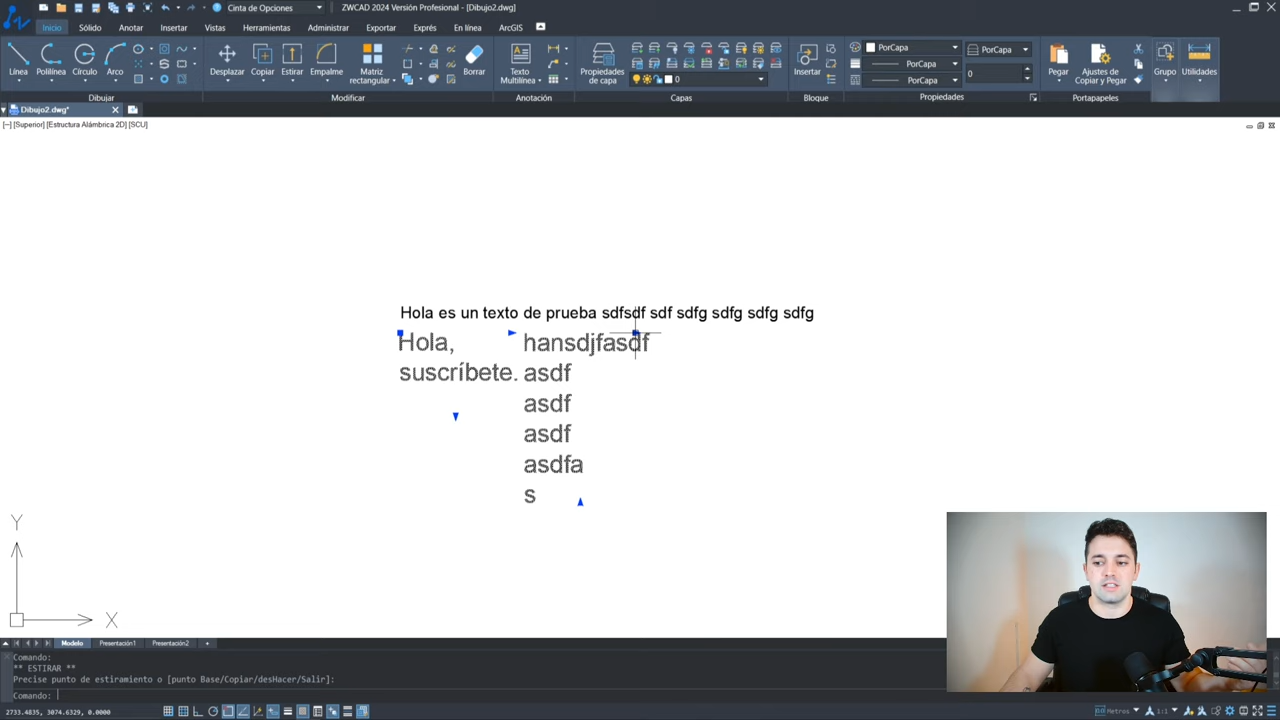 Cinta de Opciones
ZWCAD 2024 Versión Profesional - [Dibujo2.dwg]
Inicio Sólido Anotar Insertar Vistas Herramientas Administrar Exportar Exprés En línea ArcGIS
Línea Polilínea Círculo Arco Desplazar Copiar Estirar Empalme Matriz rectangular Borrar Texto Multilínea Propiedades de capa 0 Insertar PorCapa PorCapa PorCapa PorCapa 0 Pegar Ajustes de Copiar y Pegar Grupo Utilidades
Dibujar Modificar Anotación Capas Bloque Propiedades Portapapeles
Dibujo2.dwg*
[−] [Superior] [Estructura Alámbrica 2D] [SCU]
Hola es un texto de prueba sdfsdf sdf sdfg sdfg sdfg sdfg
Hola, hansdjfasdf
suscríbete. asdf
asdf
asdf
asdfa
s
Y
X
Modelo Presentación1 Presentación2 +
Comando:
** ESTIRAR **
Precise punto de estiramiento o [punto Base/Copiar/desHacer/Salir]:
Comando:
2733.4835, 3074.6329, 0.0000
Metros 1:1